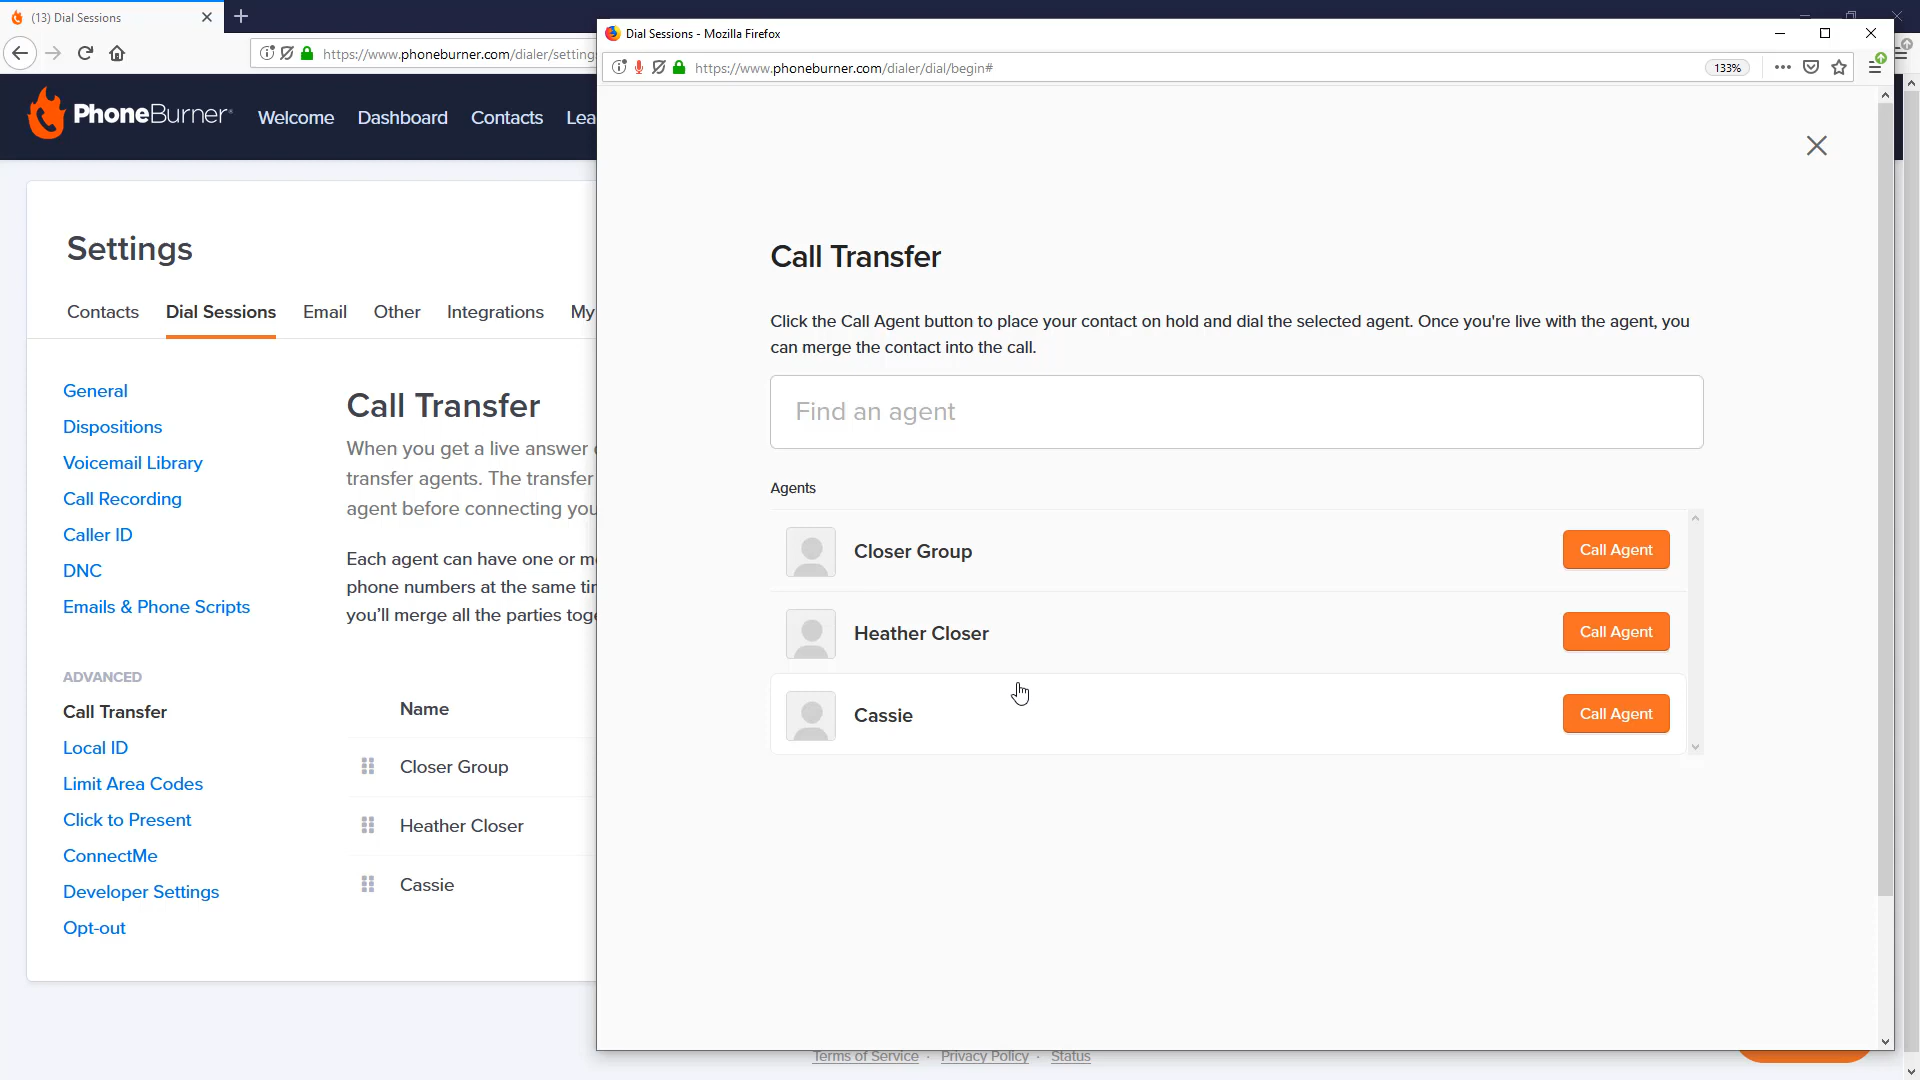 (13) Dial Sessions
https://www.phoneburner.com/dialer/setting
PhoneBurner
Welcome
Dashboard
Contacts
Lea
Settings
Contacts
Dial Sessions
Email
Other
Integrations
My
General
Dispositions
Voicemail Library
Call Recording
Caller ID
DNC
Emails & Phone Scripts
ADVANCED
Call Transfer
Local ID
Limit Area Codes
Click to Present
ConnectMe
Developer Settings
Opt-out
Call Transfer
When you get a live answer
transfer agents. The transfer
agent before connecting you
Each agent can have one or m
phone numbers at the same ti
you'll merge all the parties tog
Name
Closer Group
Heather Closer
Cassie
Dial Sessions - Mozilla Firefox
https://www.phoneburner.com/dialer/dial/begin#
133%
Call Transfer
Click the Call Agent button to place your contact on hold and dial the selected agent. Once you're live with the agent, you
can merge the contact into the call.
Find an agent
Agents
Closer Group
Call Agent
Heather Closer
Call Agent
Cassie
Call Agent
Terms of Service · Privacy Policy · Status